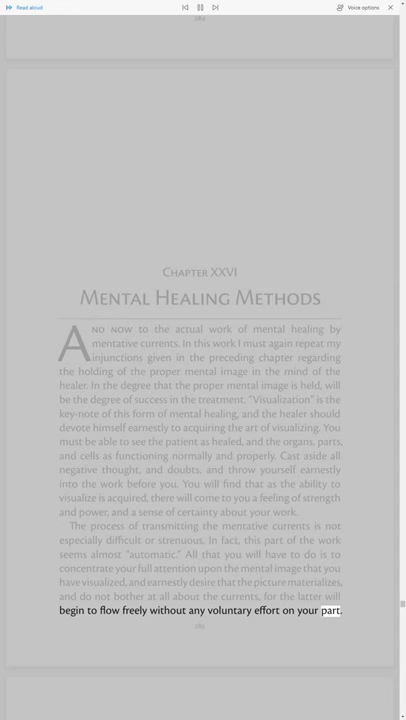 Read aloud
Voice options
284
CHAPTER XXVI
MENTAL HEALING METHODS
AND NOW to the actual work of mental healing by
mentative currents. In this work I must again repeat my
injunctions given in the preceding chapter regarding
the holding of the proper mental image in the mind of the
healer. In the degree that the proper mental image is held, will
be the degree of success in the treatment. "Visualization" is the
key-note of this form of mental healing, and the healer should
devote himself earnestly to acquiring the art of visualizing. You
must be able to see the patient as healed, and the organs, parts,
and cells as functioning normally and properly. Cast aside all
negative thought, and doubts, and throw yourself earnestly
into the work before you. You will find that as the ability to
visualize is acquired, there will come to you a feeling of strength
and power, and a sense of certainty about your work.
The process of transmitting the mentative currents is not
especially difficult or strenuous. In fact, this part of the work
seems almost "automatic." All that you will have to do is to
concentrate your full attention upon the mental image that you
have visualized, and earnestly desire that the picture materializes,
and do not bother at all about the currents, for the latter will
begin to flow freely without any voluntary effort on your part.
285